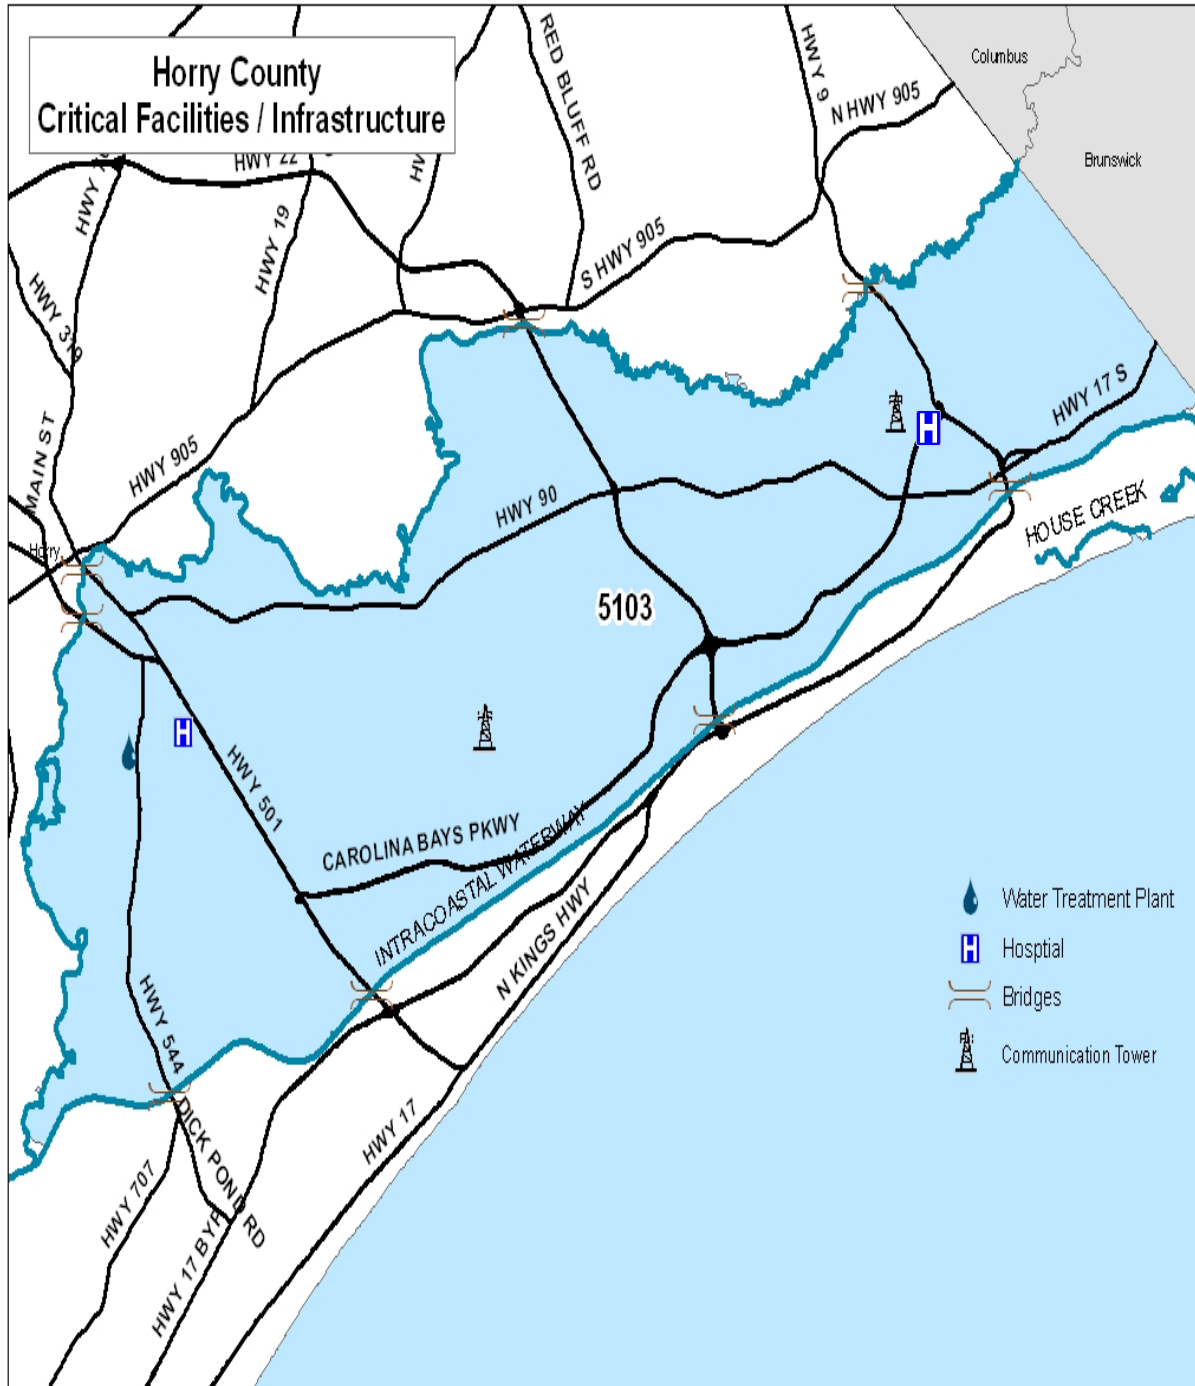 Horry County
Critical Facilities / Infrastructure
RED BLUFF RD
HWY 9
N HWY 905
Columbus
Brunswick
HWY 22
HWY
HW
HWY 19
S HWY 905
HWY 319
MAIN ST
HWY 905
HWY 90
HWY 17 S
HOUSE CREEK
Horry
5103
HWY 501
CAROLINA BAYS PKWY
INTRACOASTAL WATERWAY
N KINGS HWY
HWY 544
DICK POND RD
HWY 707
HWY 17 BYP
HWY 17
Water Treatment Plant
H Hosptial
Bridges
Communication Tower
H
H